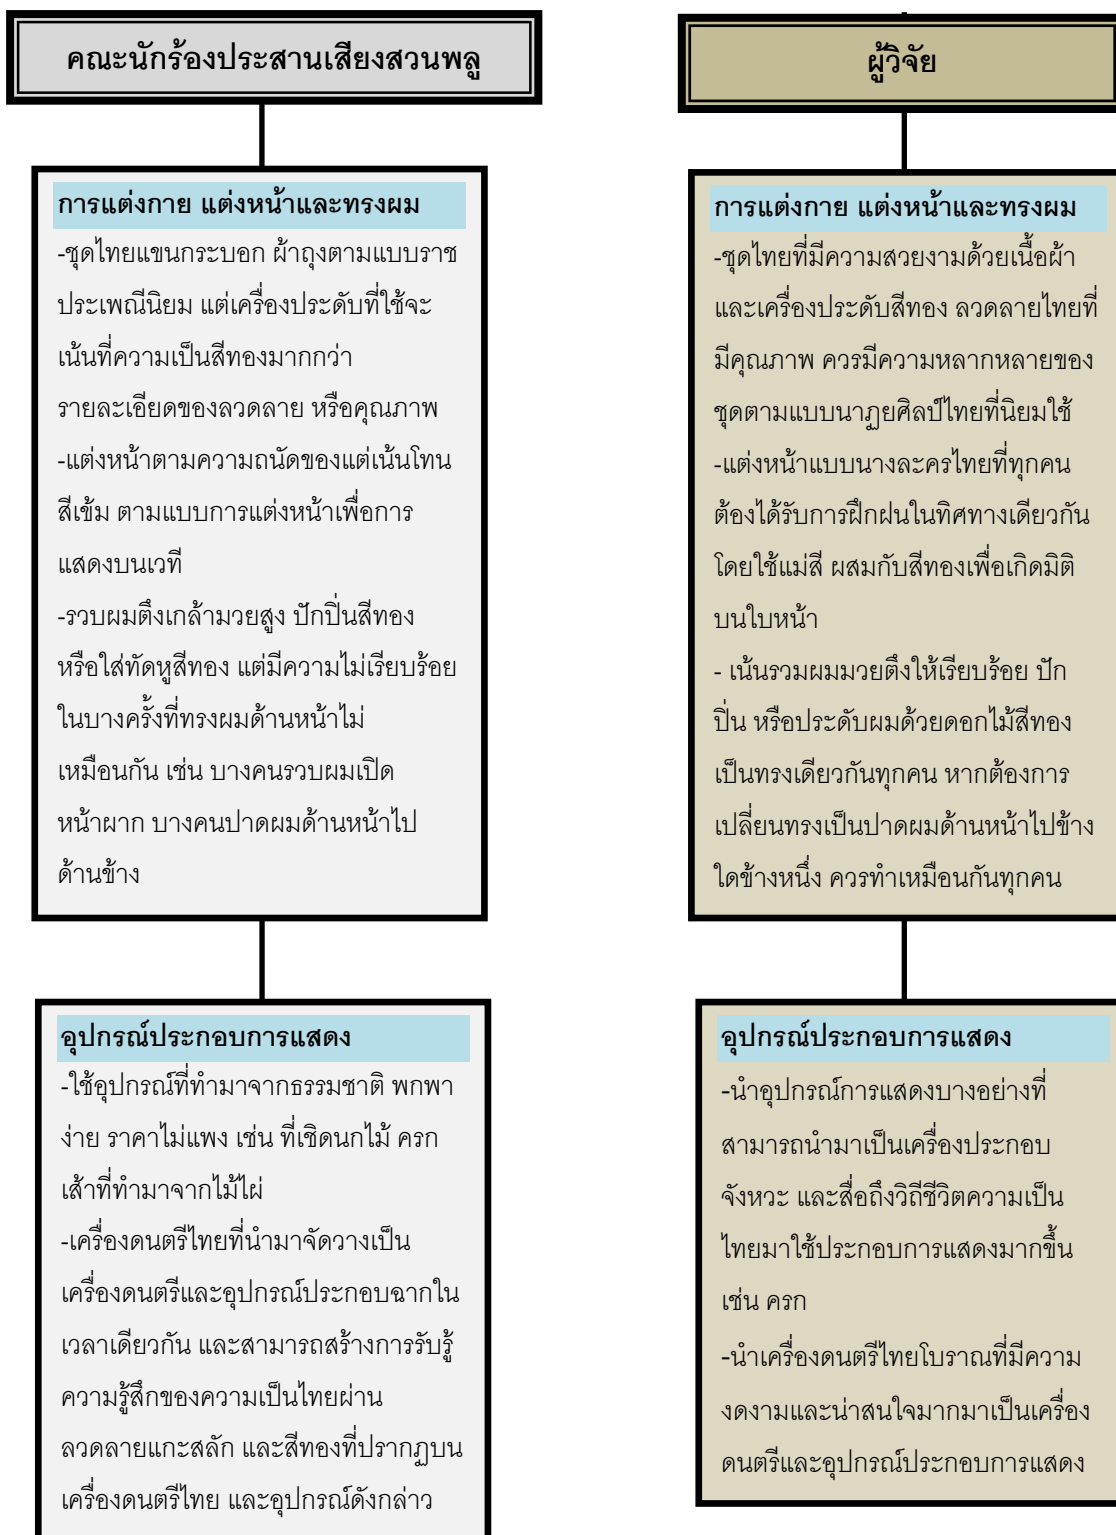 คณะนักร้องประสานเสียงสวนพลู
การแต่งกาย แต่งหน้าและทรงผม
-ชุดไทยแขนกระบอก ผ้าถุงตามแบบราช
ประเพณีนิยม แต่เครื่องประดับที่ใช้จะ
เน้นที่ความเป็นสีทองมากกว่า
รายละเอียดของลวดลาย หรือคุณภาพ
-แต่งหน้าตามความถนัดของแต่เน้นโทน
สีเข้ม ตามแบบการแต่งหน้าเพื่อการ
แสดงบนเวที
-รวบผมตึงเกล้ามวยสูง ปักปิ่นสีทอง
หรือใส่ทัดหูสีทอง แต่มีความไม่เรียบร้อย
ในบางครั้งที่ทรงผมด้านหน้าไม่
เหมือนกัน เช่น บางคนรวบผมเปิด
หน้าผาก บางคนปาดผมด้านหน้าไป
ด้านข้าง
อุปกรณ์ประกอบการแสดง
-ใช้อุปกรณ์ที่ทำมาจากธรรมชาติ พกพา
ง่าย ราคาไม่แพง เช่น ที่เชิดนกไม้ ครก
เส้าที่ทำมาจากไม้ไผ่
-เครื่องดนตรีไทยที่นำมาจัดวางเป็น
เครื่องดนตรีและอุปกรณ์ประกอบฉากใน
เวลาเดียวกัน และสามารถสร้างการรับรู้
ความรู้สึกของความเป็นไทยผ่าน
ลวดลายแกะสลัก และสีทองที่ปรากฏบน
เครื่องดนตรีไทย และอุปกรณ์ดังกล่าว
ผู้วิจัย
การแต่งกาย แต่งหน้าและทรงผม
-ชุดไทยที่มีความสวยงามด้วยเนื้อผ้า
และเครื่องประดับสีทอง ลวดลายไทยที่
มีคุณภาพ ควรมีความหลากหลายของ
ชุดตามแบบนาฏยศิลป์ไทยที่นิยมใช้
-แต่งหน้าแบบนางละครไทยที่ทุกคน
ต้องได้รับการฝึกฝนในทิศทางเดียวกัน
โดยใช้แม่สี ผสมกับสีทองเพื่อเกิดมิติ
บนใบหน้า
- เน้นรวมผมมวยตึงให้เรียบร้อย ปัก
ปิ่น หรือประดับผมด้วยดอกไม้สีทอง
เป็นทรงเดียวกันทุกคน หากต้องการ
เปลี่ยนทรงเป็นปาดผมด้านหน้าไปข้าง
ใดข้างหนึ่ง ควรทำเหมือนกันทุกคน
อุปกรณ์ประกอบการแสดง
-นำอุปกรณ์การแสดงบางอย่างที่
สามารถนำมาเป็นเครื่องประกอบ
จังหวะ และสื่อถึงวิถีชีวิตความเป็น
ไทยมาใช้ประกอบการแสดงมากขึ้น
เช่น ครก
-นำเครื่องดนตรีไทยโบราณที่มีความ
งดงามและน่าสนใจมากมาเป็นเครื่อง
ดนตรีและอุปกรณ์ประกอบการแสดง